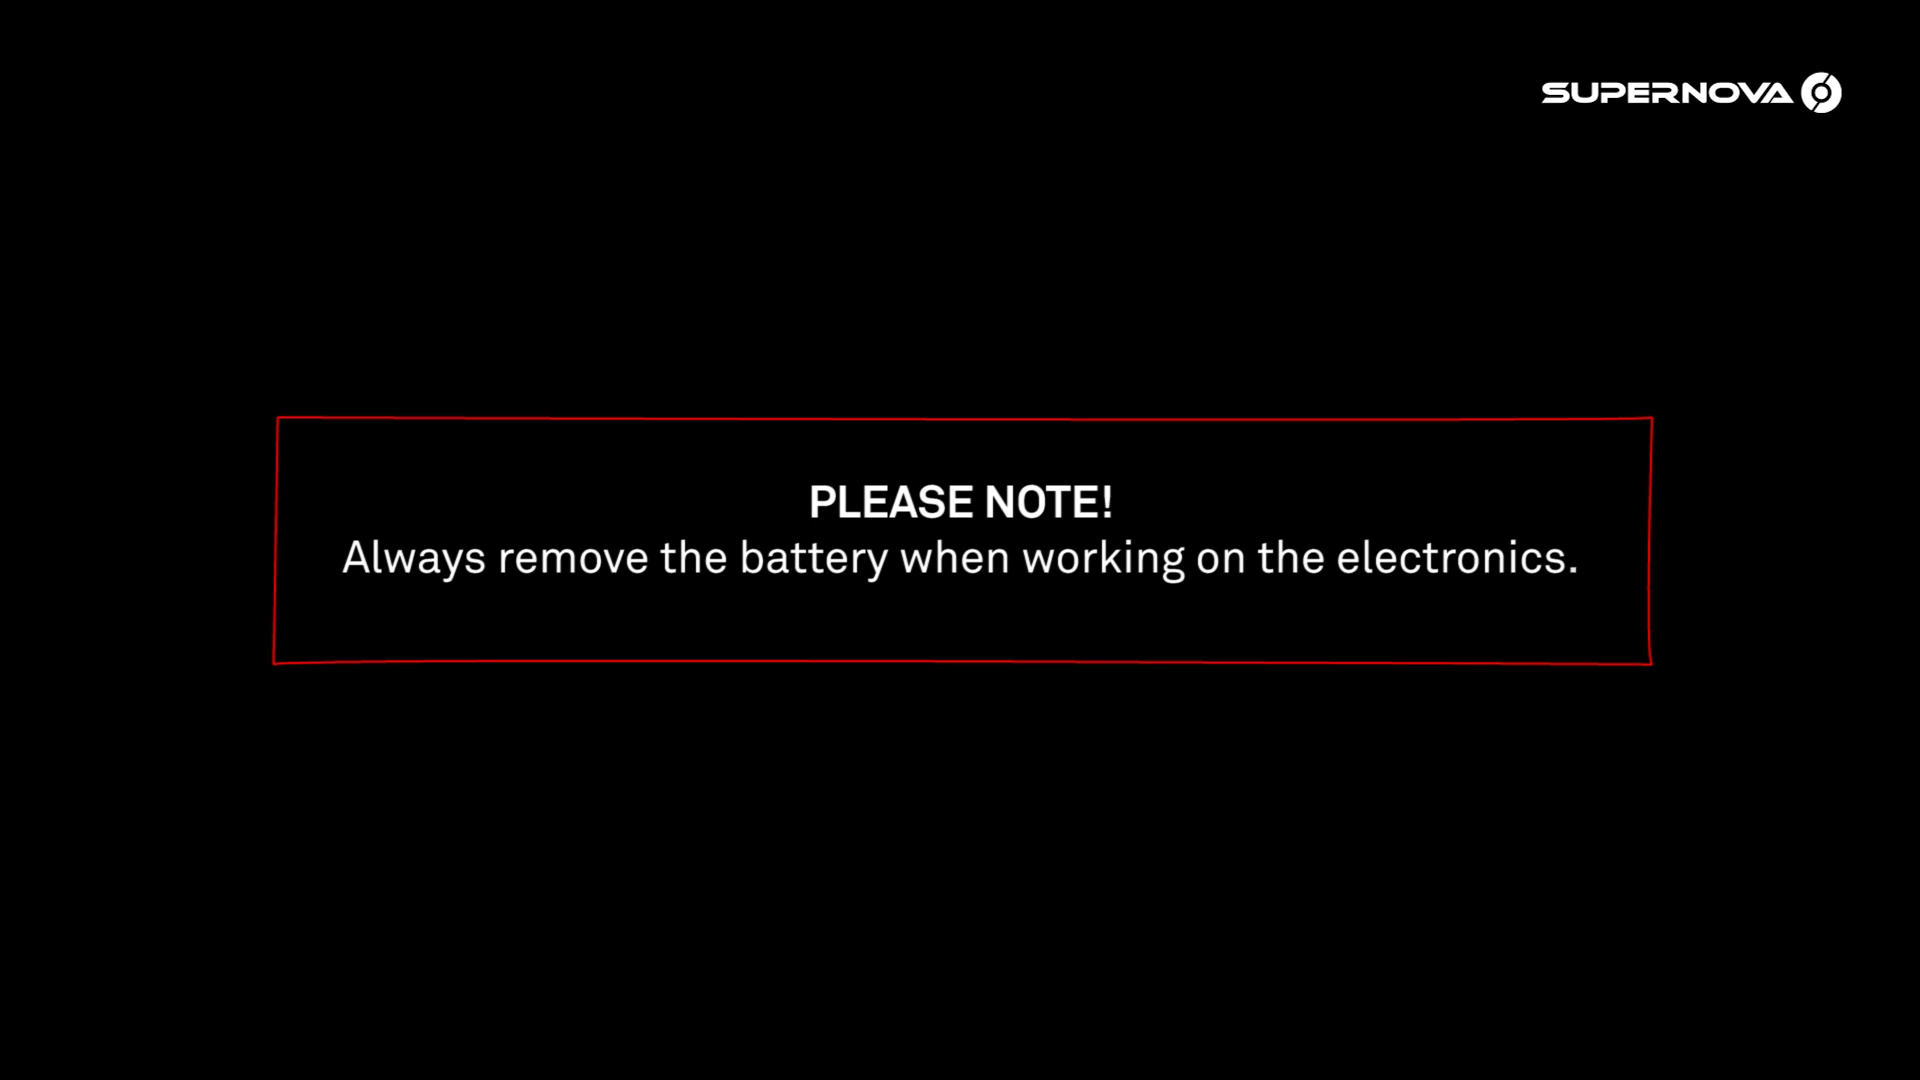 SUPERNOVA
PLEASE NOTE!
Always remove the battery when working on the electronics.